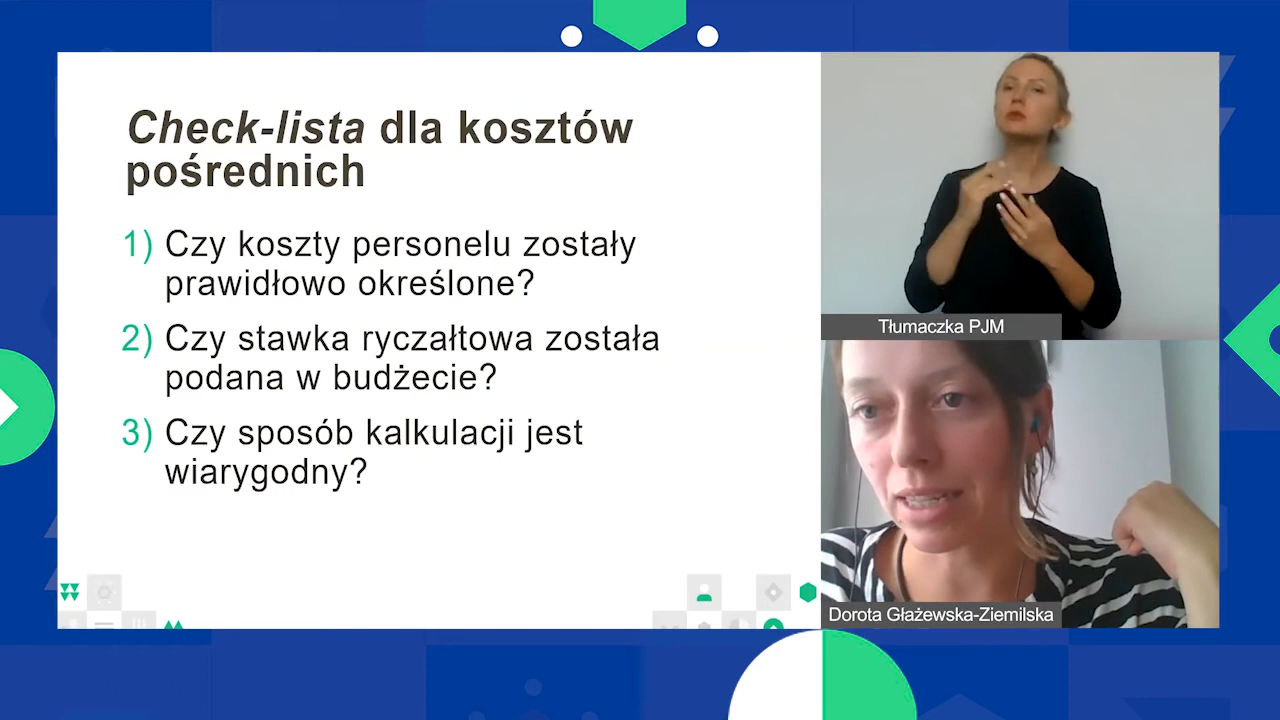 Check-lista dla kosztów
pośrednich
1) Czy koszty personelu zostały
prawidłowo określone?
2) Czy stawka ryczałtowa została
podana w budżecie?
3) Czy sposób kalkulacji jest
wiarygodny?
Tłumaczka PJM
Dorota Głażewska-Ziemilska